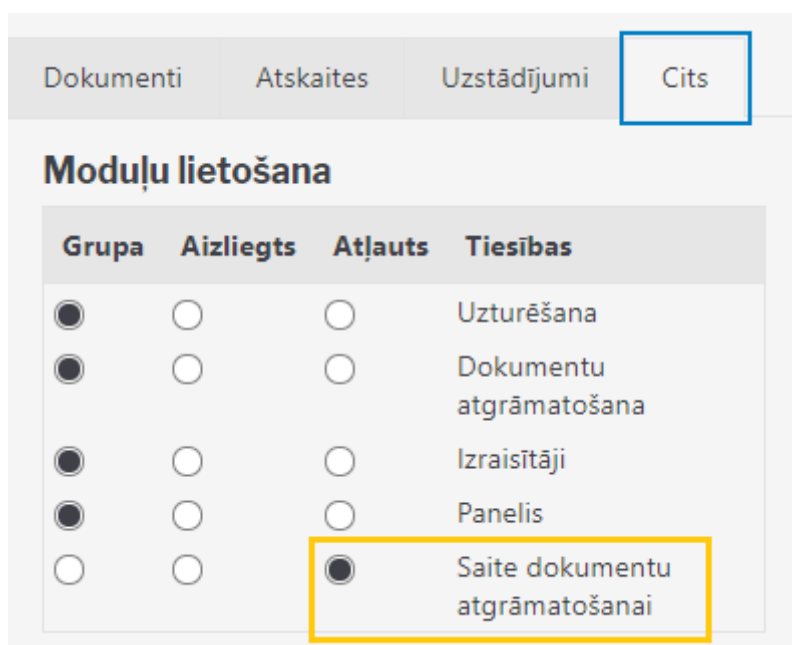 Dokumenti Atskaites Uzstādījumi Cits
Moduļu lietošana
Grupa Aizliegts Atļauts Tiesības
Uzturēšana
Dokumentu
atgrāmatošana
Izraisītāji
Panelis
Saite dokumentu
atgrāmatošanai